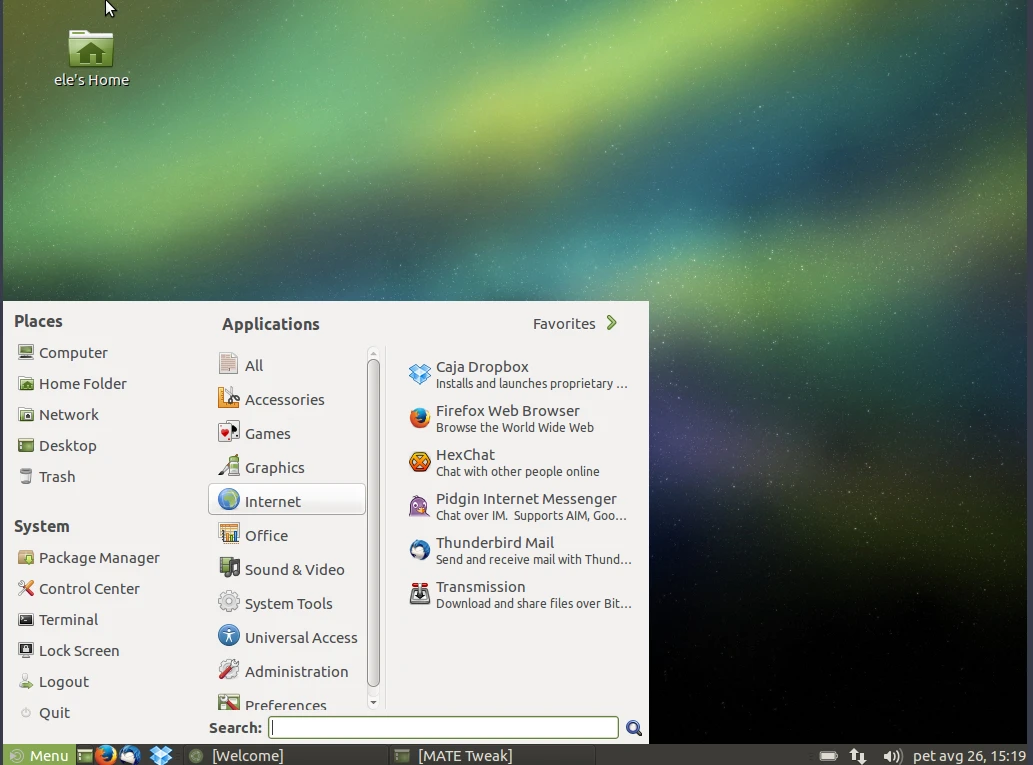 ele's Home
Places
Computer
Home Folder
Network
Desktop
Trash
System
Package Manager
Control Center
Terminal
Lock Screen
Logout
Quit
Applications
Favorites
All
Accessories
Games
Graphics
Internet
Office
Sound & Video
System Tools
Universal Access
Administration
Preferences
Caja Dropbox
Installs and launches proprietary ...
Firefox Web Browser
Browse the World Wide Web
HexChat
Chat with other people online
Pidgin Internet Messenger
Chat over IM.  Supports AIM, Goo...
Thunderbird Mail
Send and receive mail with Thund...
Transmission
Download and share files over Bit...
Search:
Menu
[Welcome]
[MATE Tweak]
pet avg 26, 15:19